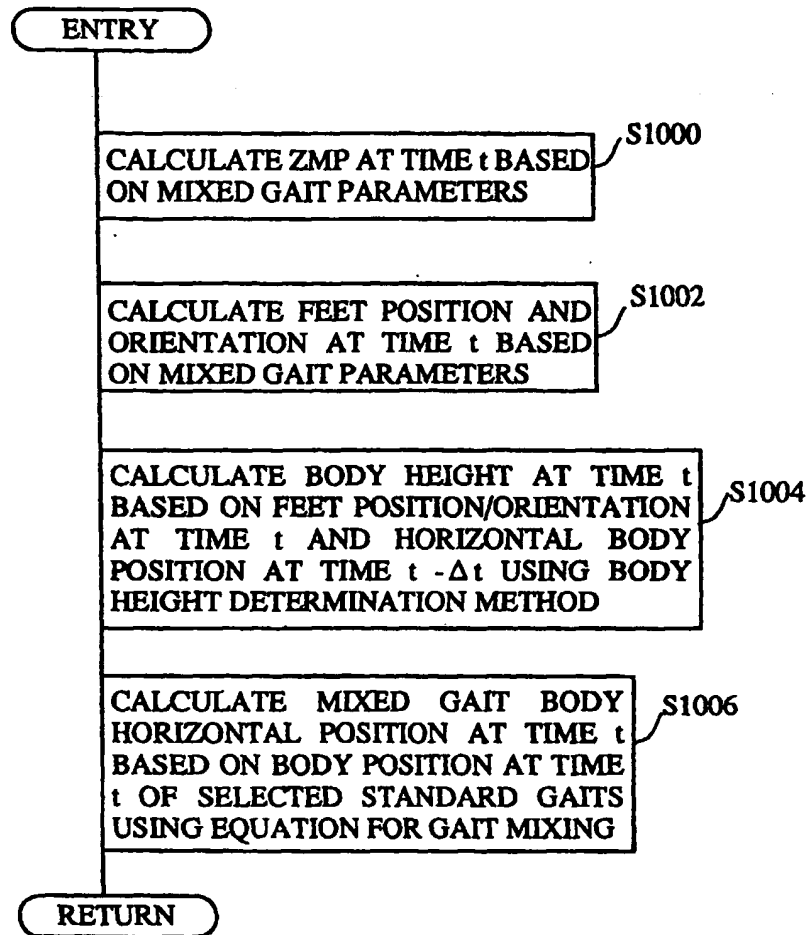 ENTRY
S1000
CALCULATE ZMP AT TIME t BASED
ON MIXED GAIT PARAMETERS
S1002
CALCULATE FEET POSITION AND
ORIENTATION AT TIME t BASED
ON MIXED GAIT PARAMETERS
S1004
CALCULATE BODY HEIGHT AT TIME t
BASED ON FEET POSITION/ORIENTATION
AT TIME t AND HORIZONTAL BODY
POSITION AT TIME t -Δt USING BODY
HEIGHT DETERMINATION METHOD
S1006
CALCULATE MIXED GAIT BODY
HORIZONTAL POSITION AT TIME t
BASED ON BODY POSITION AT TIME
t OF SELECTED STANDARD GAITS
USING EQUATION FOR GAIT MIXING
RETURN